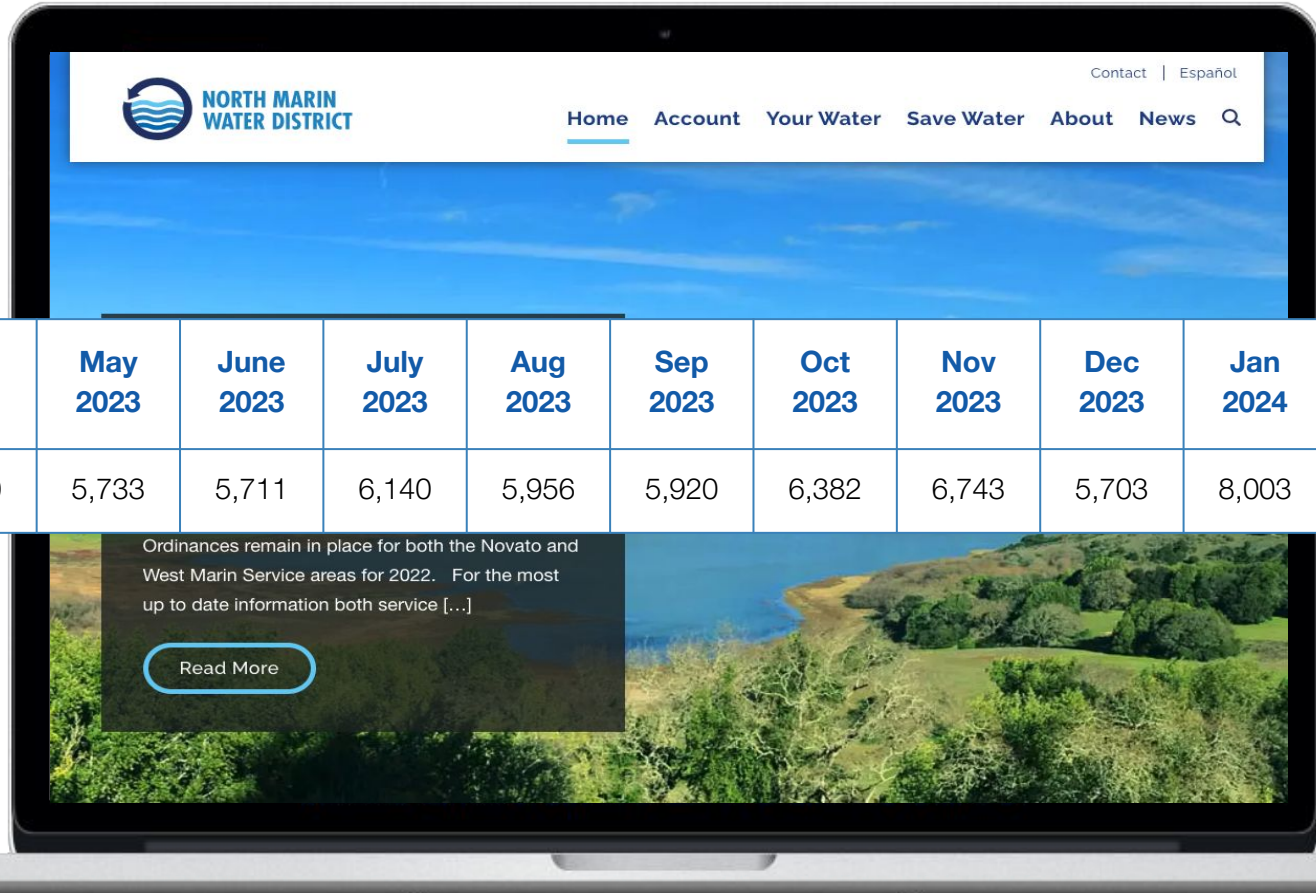 Contact | Español
NORTH MARIN
WATER DISTRICT
Home Account Your Water Save Water About News
May 2023 June 2023 July 2023 Aug 2023 Sep 2023 Oct 2023 Nov 2023 Dec 2023 Jan 2024
5,733 5,711 6,140 5,956 5,920 6,382 6,743 5,703 8,003
Ordinances remain in place for both the Novato and
West Marin Service areas for 2022. For the most
up to date information both service […]
Read More